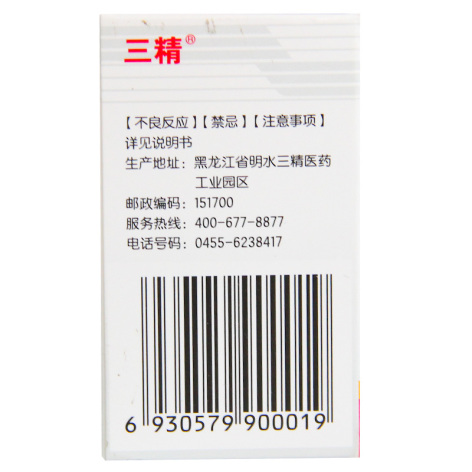 三精®
【不良反应】【禁忌】【注意事项】
详见说明书
生产地址：黑龙江省明水三精医药
工业园区
邮政编码：151700
服务热线：400-677-8877
电话号码：0455-6238417
6 930579 900019